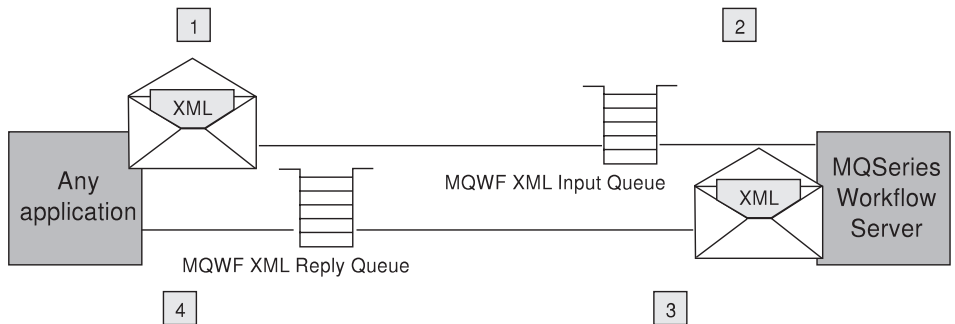 1
2
XML
Any
application
MQWF XML Input Queue
MQSeries
Workflow
Server
XML
MQWF XML Reply Queue
4
3